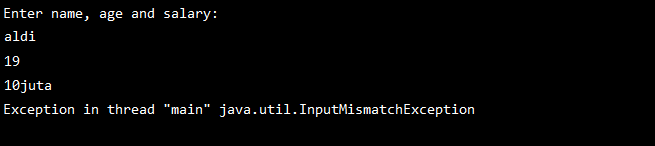 Enter name, age and salary:
aldi
19
10juta
Exception in thread "main" java.util.InputMismatchException